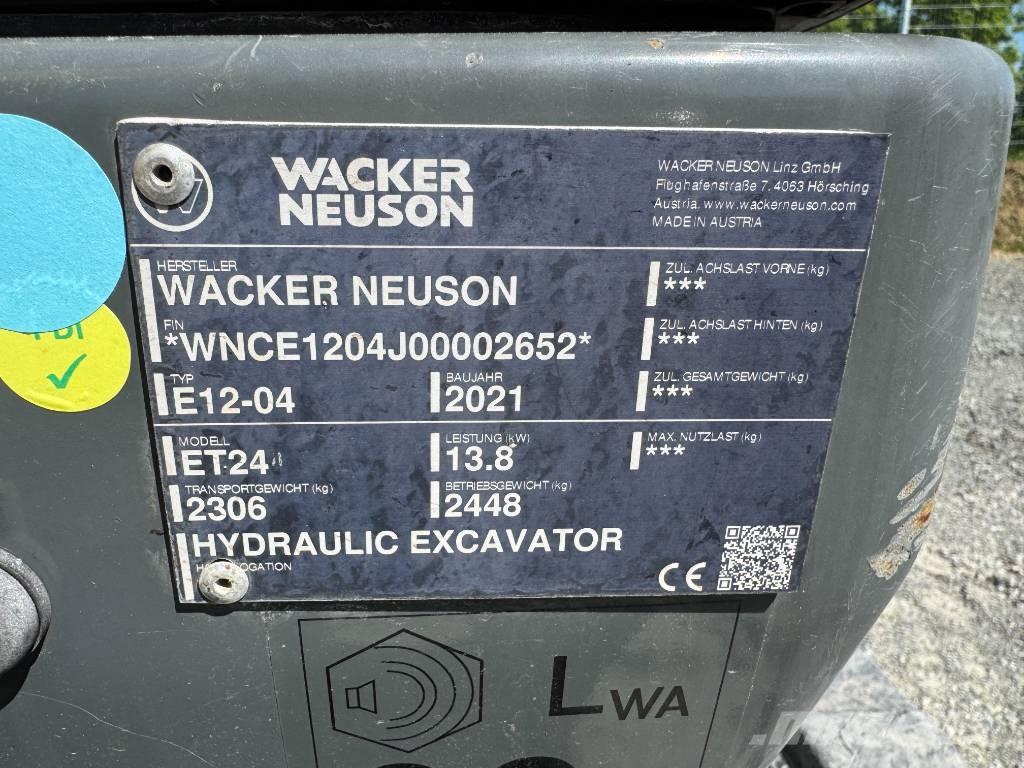 WACKER
NEUSON
WACKER NEUSON Linz GmbH
Flughafenstraße 7. 4063 Hörsching
Austria. www.wackerneuson.com
MADE IN AUSTRIA
HERSTELLER
WACKER NEUSON
ZUL. ACHSLAST VORNE (kg)
***
FIN
*WNCE1204J00002652*
ZUL. ACHSLAST HINTEN (kg)
***
TYP
E12-04
BAUJAHR
2021
ZUL. GESAMTGEWICHT (kg)
***
MODELL
ET24
LEISTUNG (kW)
13.8
MAX. NUTZLAST (kg)
***
TRANSPORTGEWICHT (kg)
2306
BETRIEBSGEWICHT (kg)
2448
HYDRAULIC EXCAVATOR
CE
LWA